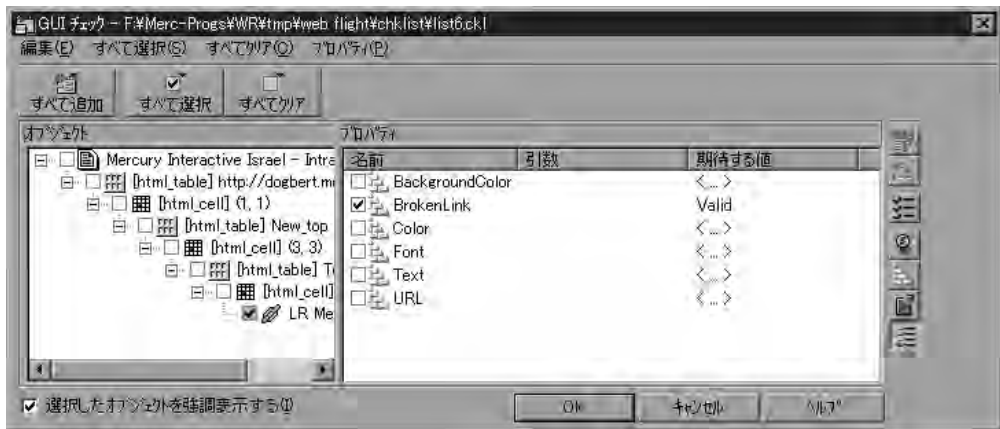 GUI チェック - F:¥Merc-Progs¥WR¥tmp¥web flight¥chklist¥list6.ckl
編集(E) すべて選択(S) すべてクリア(O) プロパティ(P)
すべて追加 すべて選択 すべてクリア
オブジェクト
Mercury Interactive Israel - Intra
[html_table] http://dogbert.m
[html_cell] (1, 1)
[html_table] New_top
[html_cell] (3, 3)
[html_table]
[html_cell]
LR Me
プロパティ
名前 引数 期待する値
BackgroundColor < ... >
BrokenLink Valid
Color < ... >
Font < ... >
Text < ... >
URL < ... >
選択したオブジェクトを強調表示する(I)
OK キャンセル ヘルプ